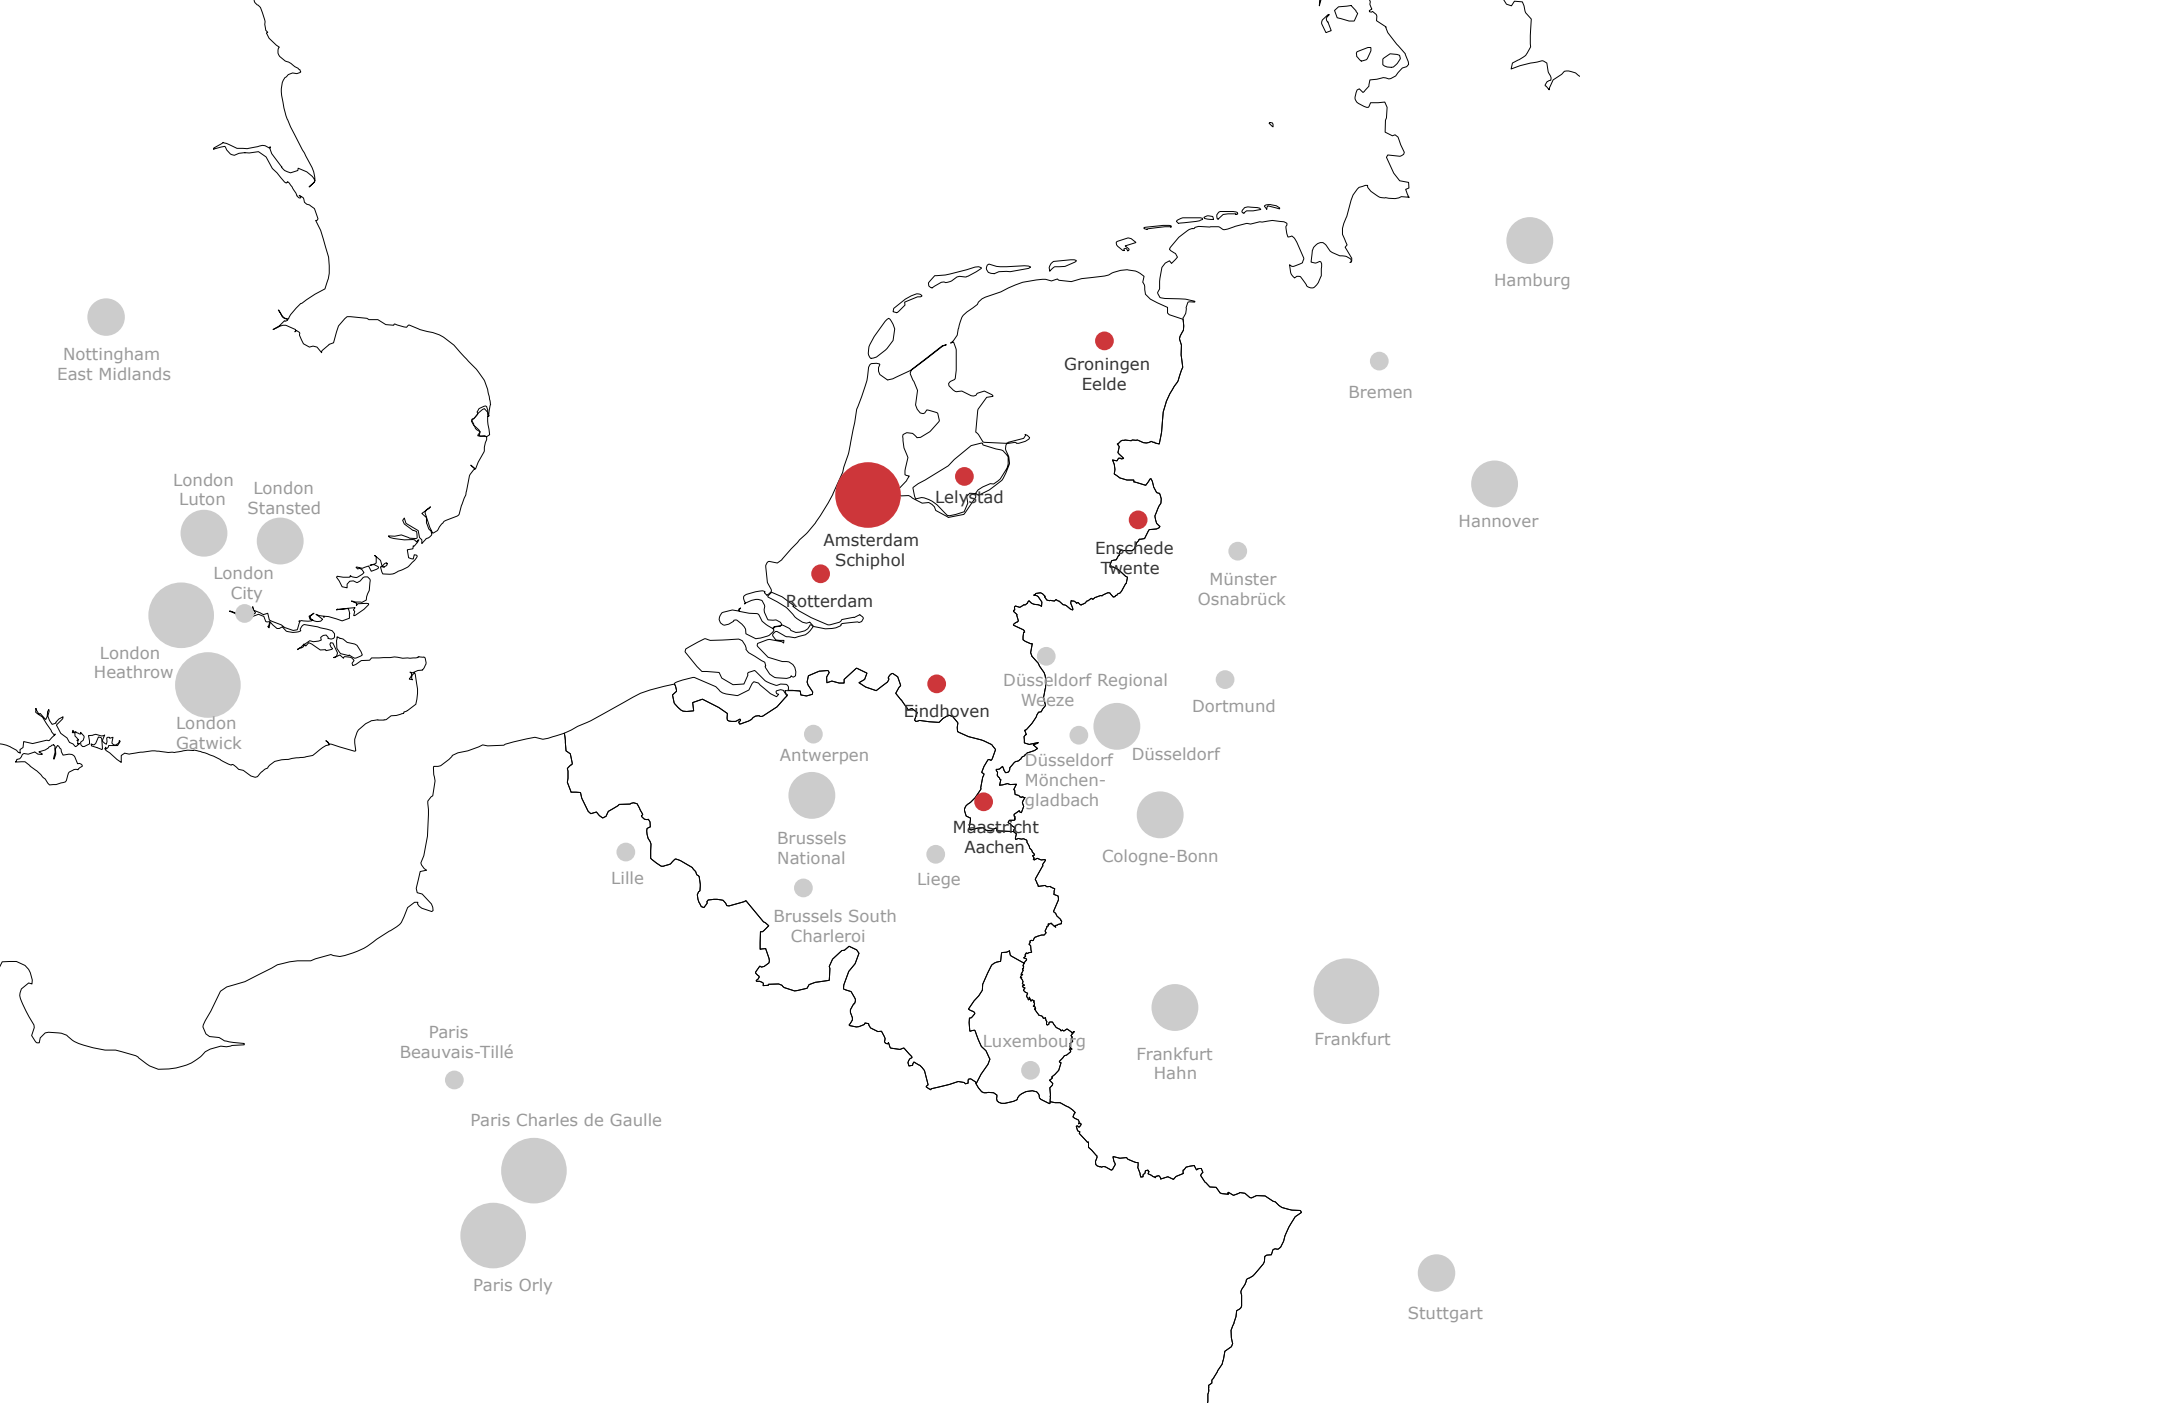 Hamburg
Nottingham
East Midlands
Groningen
Eelde
Bremen
London
Luton
London
Stansted
Lelystad
Hannover
Amsterdam
Schiphol
Enschede
Twente
London
City
Münster
Osnabrück
Rotterdam
London
Heathrow
Düsseldorf Regional
Weeze
Dortmund
Eindhoven
London
Gatwick
Antwerpen
Düsseldorf
Düsseldorf
Mönchen-
gladbach
Maastricht
Aachen
Brussels
National
Cologne-Bonn
Lille
Liege
Brussels South
Charleroi
Paris
Beauvais-Tillé
Luxembourg
Frankfurt
Frankfurt
Hahn
Paris Charles de Gaulle
Paris Orly
Stuttgart